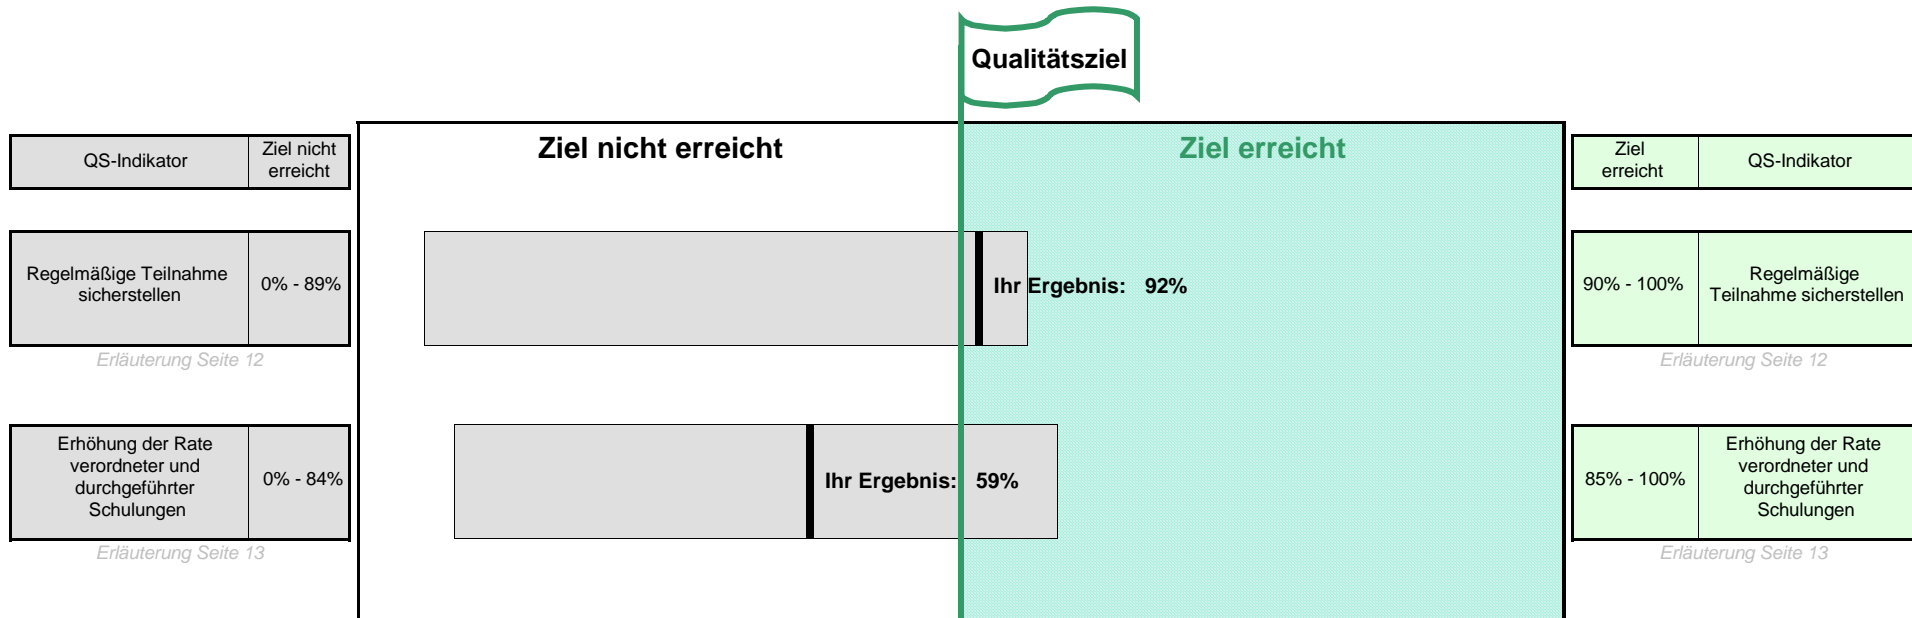 Qualitätsziel
QS-Indikator
Ziel nicht
erreicht
Ziel nicht erreicht
Ziel erreicht
Ziel
erreicht
QS-Indikator
Regelmäßige Teilnahme
sicherstellen
0% - 89%
Ihr Ergebnis: 92%
90% - 100%
Regelmäßige
Teilnahme sicherstellen
Erläuterung Seite 12
Erläuterung Seite 12
Erhöhung der Rate
verordneter und
durchgeführter
Schulungen
0% - 84%
Ihr Ergebnis: 59%
85% - 100%
Erhöhung der Rate
verordneter und
durchgeführter
Schulungen
Erläuterung Seite 13
Erläuterung Seite 13